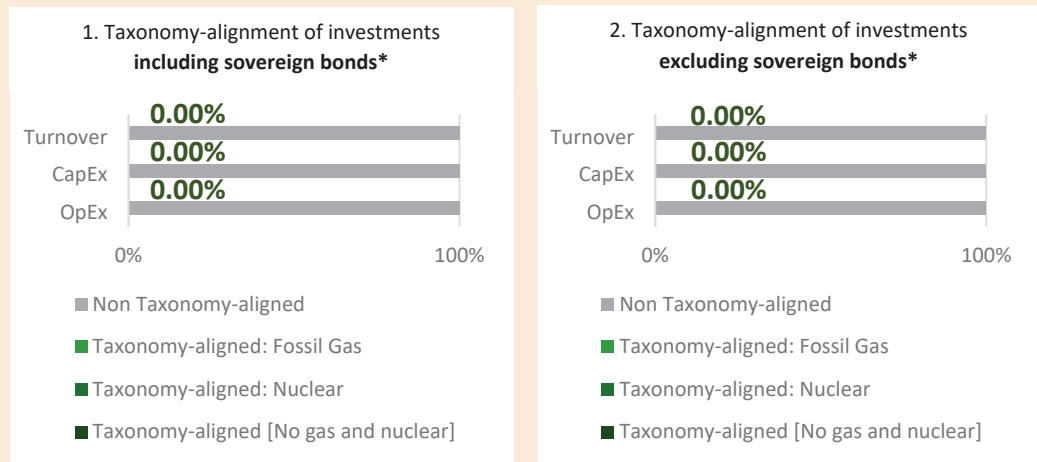 1. Taxonomy-alignment of investments
including sovereign bonds*
0.00%
Turnover
0.00%
CapEx
0.00%
OpEx
0%
100%
Non Taxonomy-aligned
Taxonomy-aligned: Fossil Gas
Taxonomy-aligned: Nuclear
Taxonomy-aligned [No gas and nuclear]
2. Taxonomy-alignment of investments
excluding sovereign bonds*
0.00%
Turnover
0.00%
CapEx
0.00%
OpEx
0%
100%
Non Taxonomy-aligned
Taxonomy-aligned: Fossil Gas
Taxonomy-aligned: Nuclear
Taxonomy-aligned [No gas and nuclear]